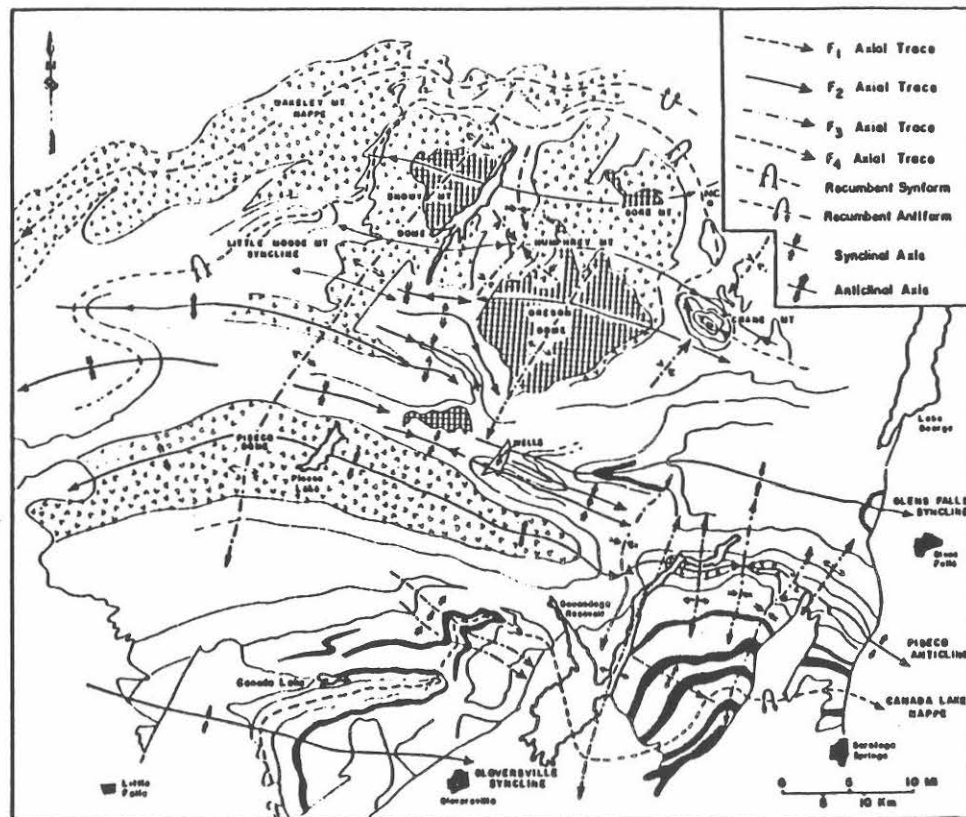 N
F1 Axial Trace
F2 Axial Trace
F3 Axial Trace
F4 Axial Trace
Recumbent Synform
Recumbent Antiform
Synclinal Axis
Anticlinal Axis
WAKELEY MT
NAPPE
SNOWY MT
DOME
GORE MT
LITTLE MOOSE MT
SYNCLINE
HUMPHREY MT
OREGON
DOME
CRANE MT
Lake
George
PISECO
DOME
Piseco
Lake
WELLS
GLENS FALLS
SYNCLINE
Glens
Falls
Sacandaga
Reservoir
PISECO
ANTICLINE
Canada Lake
CANADA LAKE
NAPPE
Saratoga
Springs
Little
Falls
GLOVERSVILLE
SYNCLINE
Gloversville
0 5 10 Mi
5 10 Km